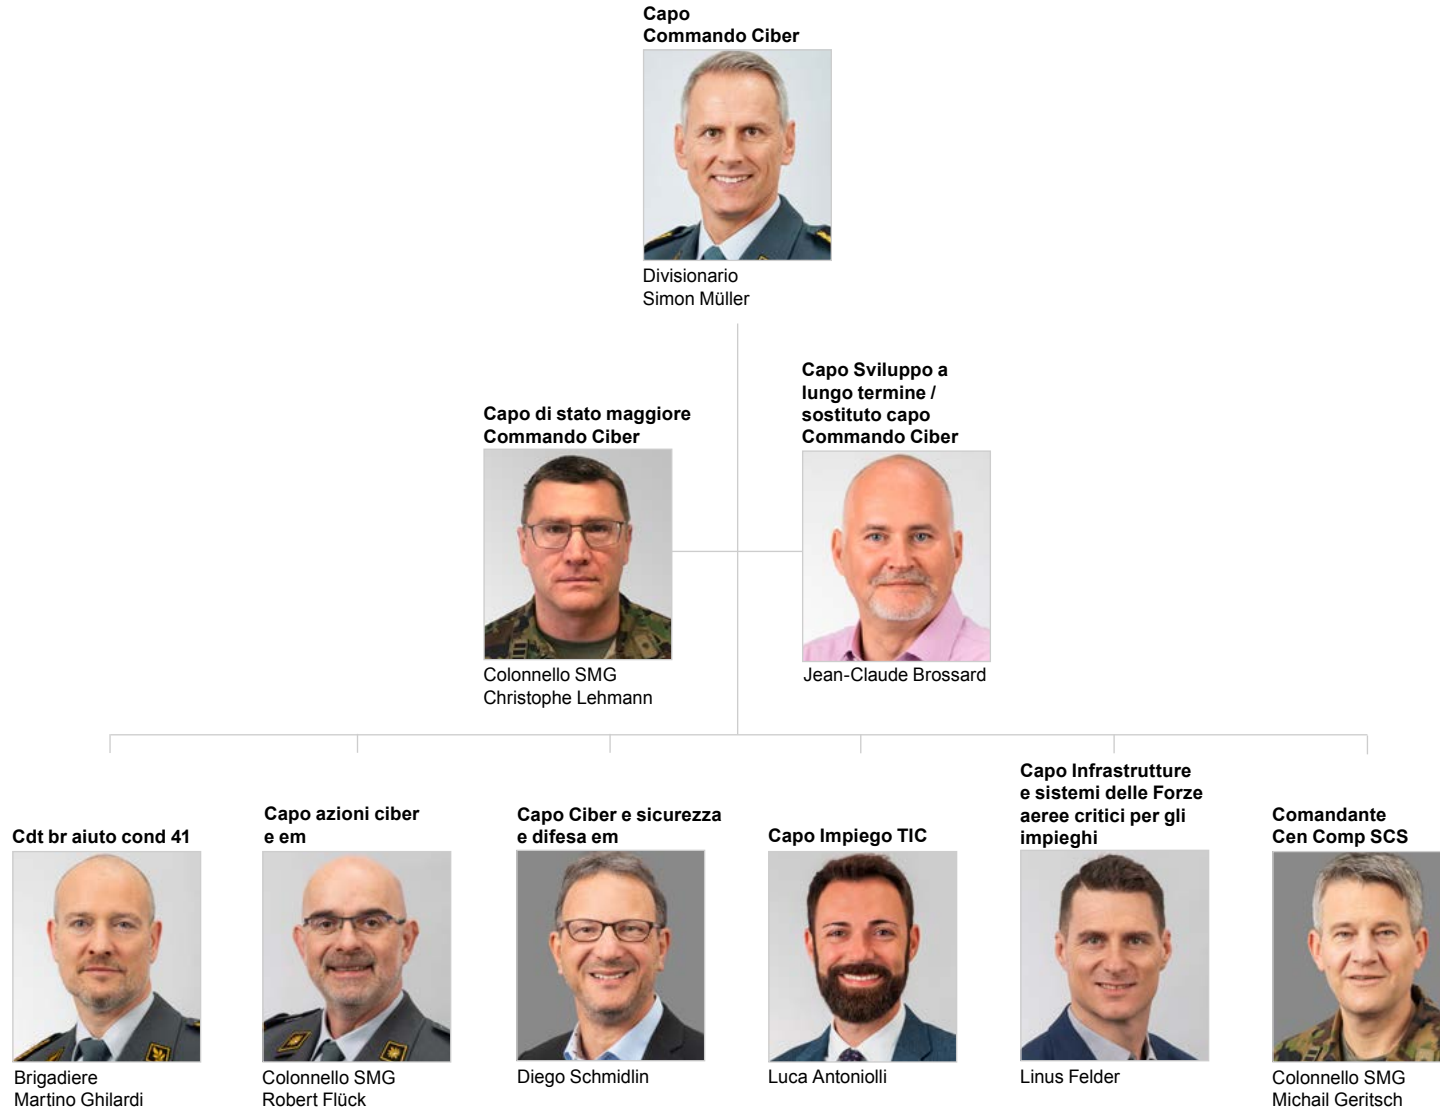 Capo
Commando Ciber
Divisionario
Simon Müller
Capo di stato maggiore
Commando Ciber
Colonnello SMG
Christophe Lehmann
Capo Sviluppo a
lungo termine /
sostituto capo
Commando Ciber
Jean-Claude Brossard
Cdt br aiuto cond 41
Brigadiere
Martino Ghilardi
Capo azioni ciber
e em
Colonnello SMG
Robert Flück
Capo Ciber e sicurezza
e difesa em
Diego Schmidlin
Capo Impiego TIC
Luca Antoniolli
Capo Infrastrutture
e sistemi delle Forze
aeree critici per gli
impieghi
Linus Felder
Comandante
Cen Comp SCS
Colonnello SMG
Michail Geritsch